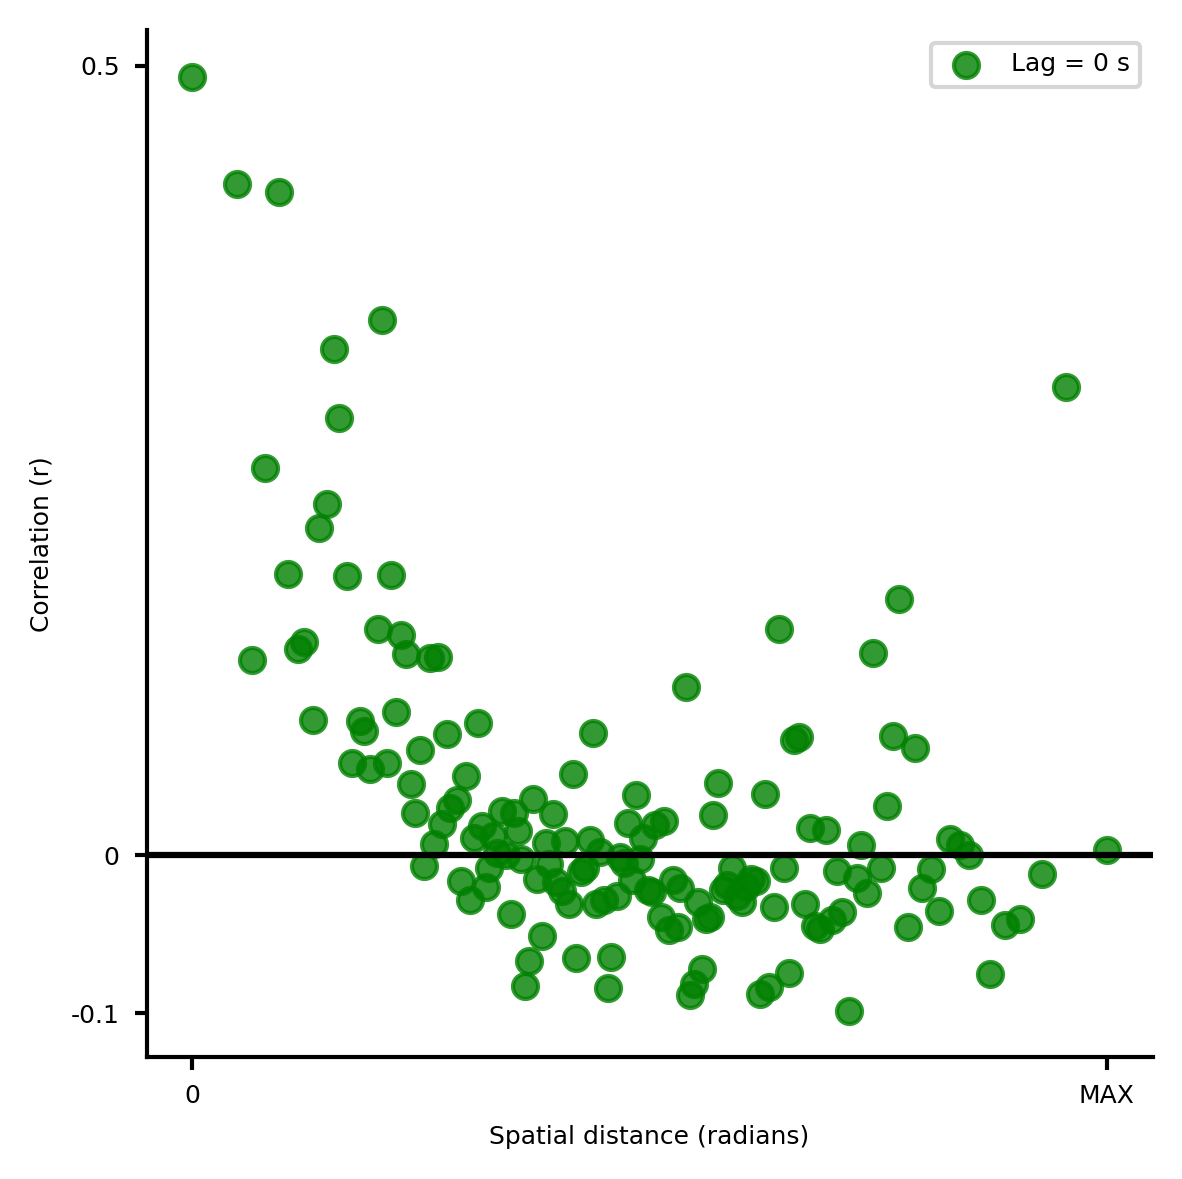 0.5
Lag = 0 s
Correlation (r)
0
-0.1
0
MAX
Spatial distance (radians)